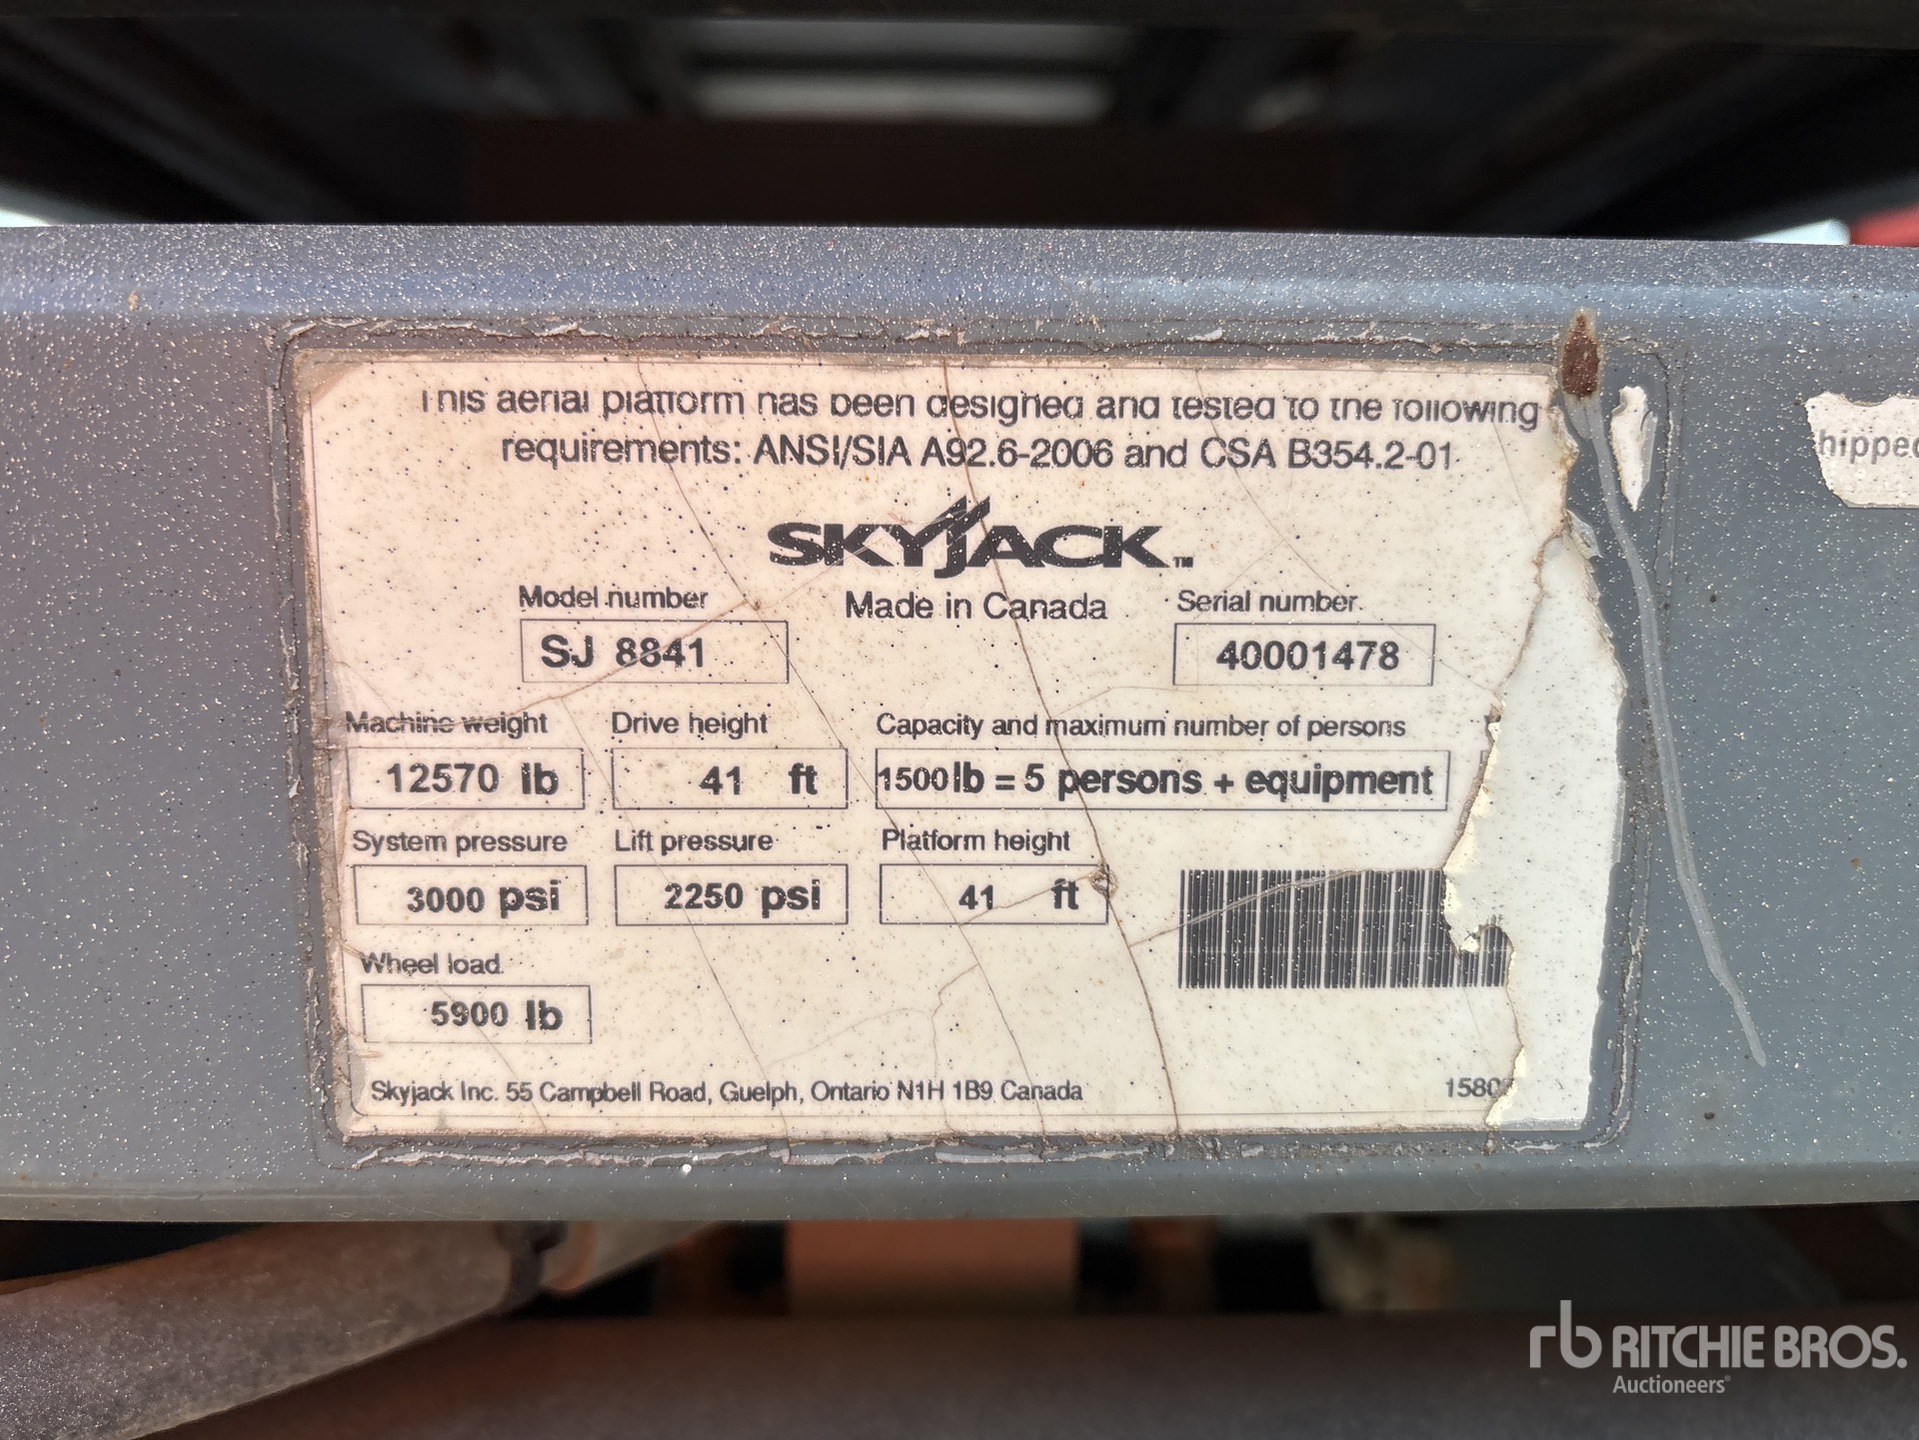 This aerial platform has been designed and tested to the following
requirements: ANSI/SIA A92.6-2006 and CSA B354.2-01
SKYJACK™
Model number
Made in Canada
Serial number
SJ 8841
40001478
Machine weight
Drive height
Capacity and maximum number of persons
12570 lb
41 ft
1500 lb = 5 persons + equipment
System pressure
Lift pressure
Platform height
3000 psi
2250 psi
41 ft
Wheel load
5900 lb
Skyjack Inc. 55 Campbell Road, Guelph, Ontario N1H 1B9 Canada
rb RITCHIE BROS.
Auctioneers®